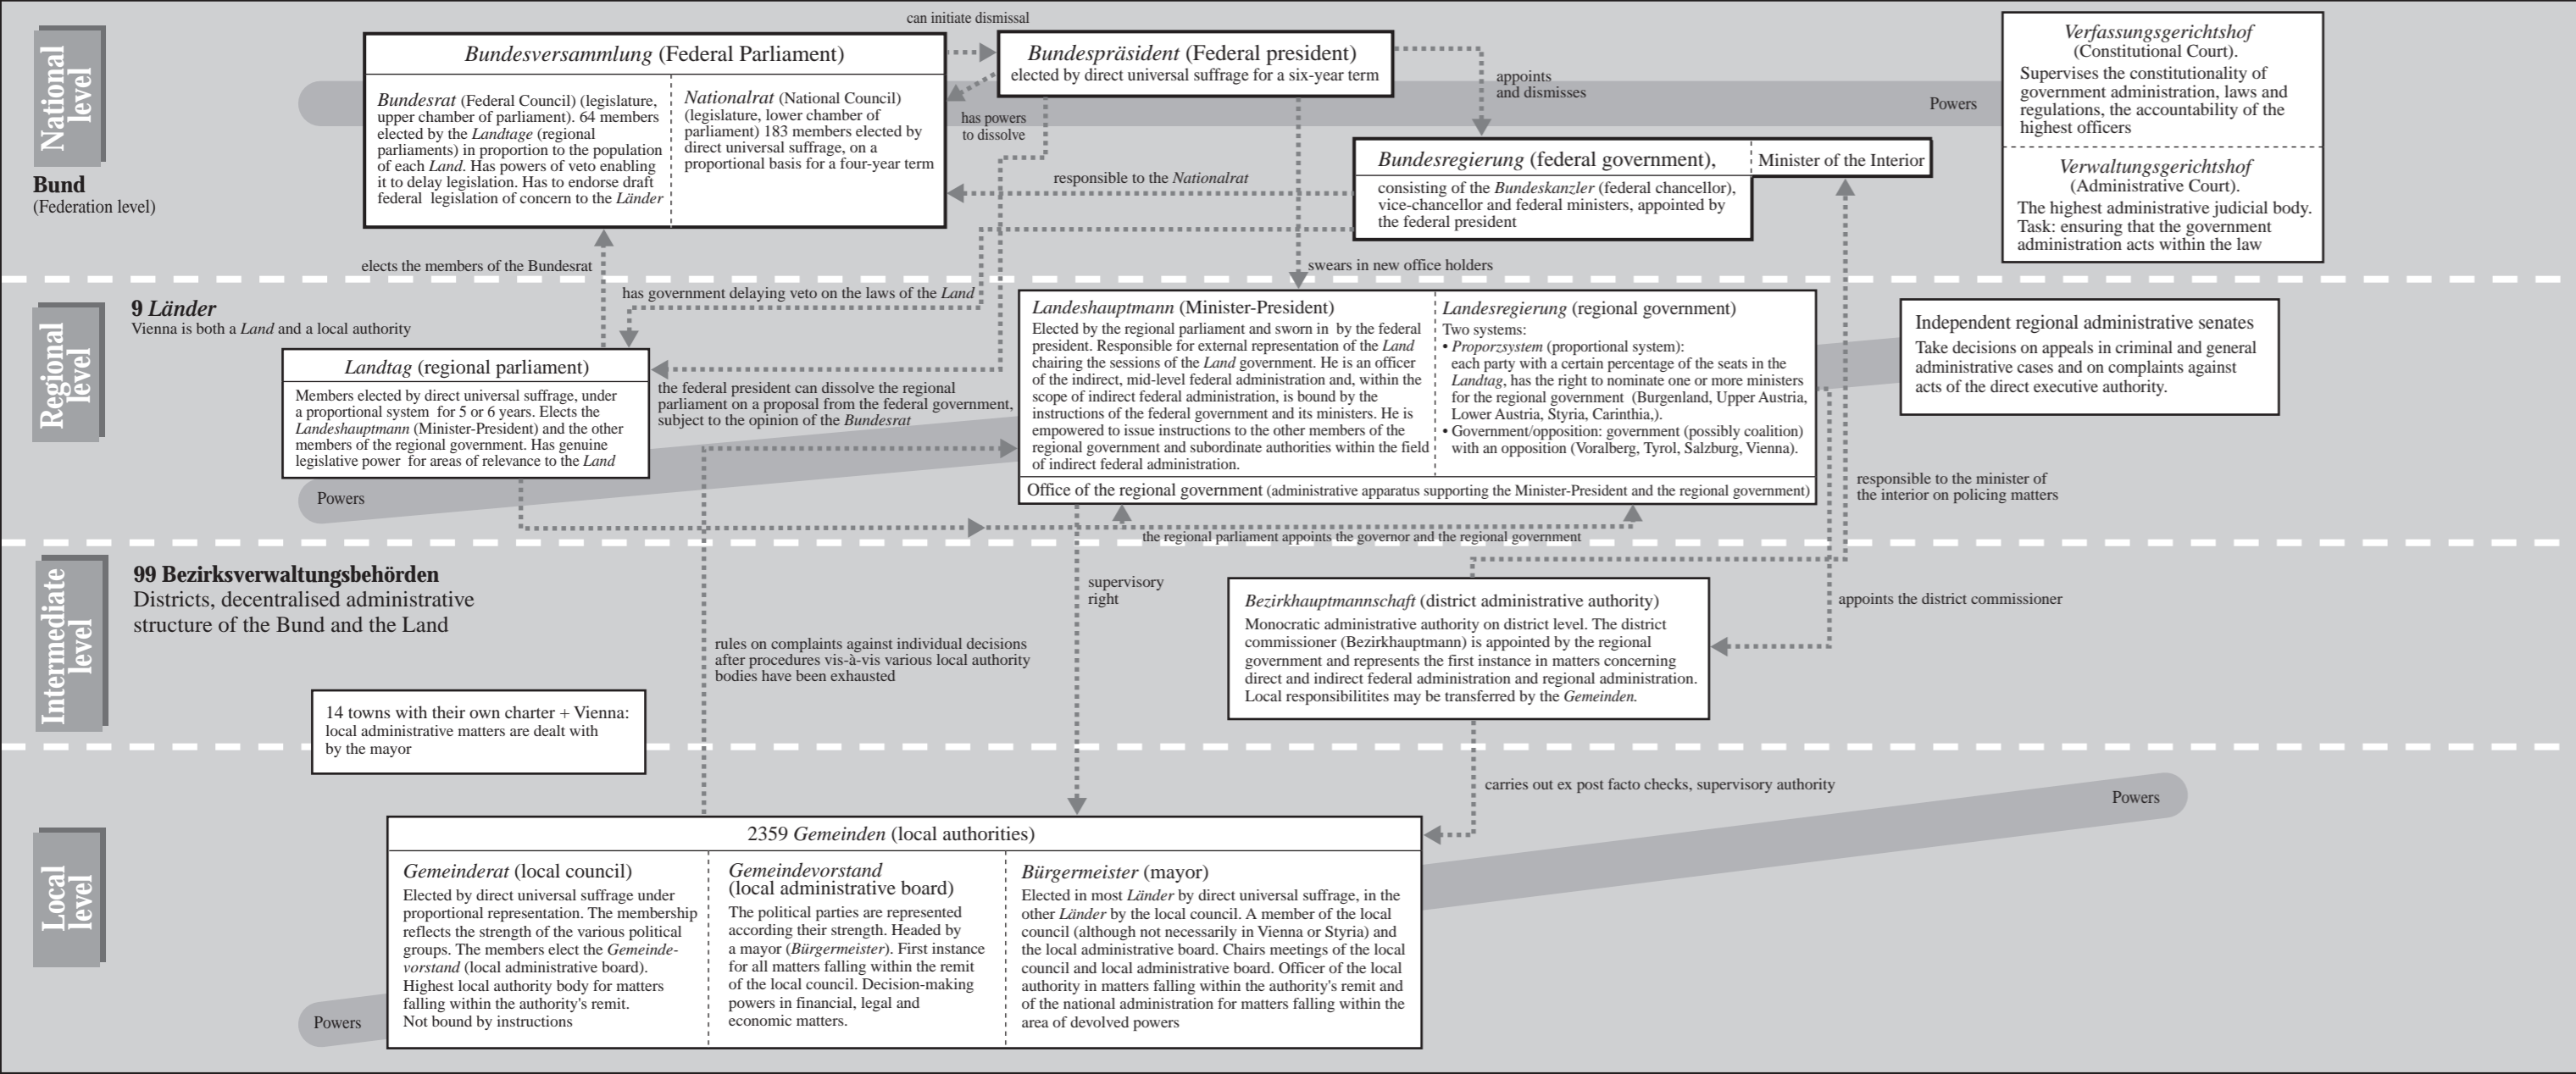 National
level
Bund
(Federation level)
can initiate dismissal
Bundesversammlung (Federal Parliament)
Bundesrat (Federal Council) (legislature,
upper chamber of parliament). 64 members
elected by the Landtage (regional
parliaments) in proportion to the population
of each Land. Has powers of veto enabling
it to delay legislation. Has to endorse draft
federal legislation of concern to the Länder
Nationalrat (National Council)
(legislature, lower chamber of
parliament) 183 members elected by
direct universal suffrage, on a
proportional basis for a four-year term
Bundespräsident (Federal president)
elected by direct universal suffrage for a six-year term
has powers
to dissolve
appoints
and dismisses
Powers
responsible to the Nationalrat
Bundesregierung (federal government),
Minister of the Interior
consisting of the Bundeskanzler (federal chancellor),
vice-chancellor and federal ministers, appointed by
the federal president
Verfassungsgerichtshof
(Constitutional Court).
Supervises the constitutionality of
government administration, laws and
regulations, the accountability of the
highest officers
Verwaltungsgerichtshof
(Administrative Court).
The highest administrative judicial body.
Task: ensuring that the government
administration acts within the law
elects the members of the Bundesrat
swears in new office holders
Regional
level
9 Länder
Vienna is both a Land and a local authority
has government delaying veto on the laws of the Land
Landtag (regional parliament)
Members elected by direct universal suffrage, under
a proportional system for 5 or 6 years. Elects the
Landeshauptmann (Minister-President) and the other
members of the regional government. Has genuine
legislative power for areas of relevance to the Land
the federal president can dissolve the regional
parliament on a proposal from the federal government,
subject to the opinion of the Bundesrat
Powers
Landeshauptmann (Minister-President)
Elected by the regional parliament and sworn in by the federal
president. Responsible for external representation of the Land
chairing the sessions of the Land government. He is an officer
of the indirect, mid-level federal administration and, within the
scope of indirect federal administration, is bound by the
instructions of the federal government and its ministers. He is
empowered to issue instructions to the other members of the
regional government and subordinate authorities within the field
of indirect federal administration.
Landesregierung (regional government)
Two systems:
• Proporzsystem (proportional system):
each party with a certain percentage of the seats in the
Landtag, has the right to nominate one or more ministers
for the regional government (Burgenland, Upper Austria,
Lower Austria, Styria, Carinthia,).
• Government/opposition: government (possibly coalition)
with an opposition (Voralberg, Tyrol, Salzburg, Vienna).
Office of the regional government (administrative apparatus supporting the Minister-President and the regional government)
Independent regional administrative senates
Take decisions on appeals in criminal and general
administrative cases and on complaints against
acts of the direct executive authority.
responsible to the minister of
the interior on policing matters
the regional parliament appoints the governor and the regional government
Intermediate
level
99 Bezirksverwaltungsbehörden
Districts, decentralised administrative
structure of the Bund and the Land
supervisory
right
rules on complaints against individual decisions
after procedures vis-à-vis various local authority
bodies have been exhausted
Bezirkhauptmannschaft (district administrative authority)
Monocratic administrative authority on district level. The district
commissioner (Bezirkhauptmann) is appointed by the regional
government and represents the first instance in matters concerning
direct and indirect federal administration and regional administration.
Local responsibilitites may be transferred by the Gemeinden.
appoints the district commissioner
14 towns with their own charter + Vienna:
local administrative matters are dealt with
by the mayor
carries out ex post facto checks, supervisory authority
Powers
Local
level
2359 Gemeinden (local authorities)
Gemeinderat (local council)
Elected by direct universal suffrage under
proportional representation. The membership
reflects the strength of the various political
groups. The members elect the Gemeinde-
vorstand (local administrative board).
Highest local authority body for matters
falling within the authority's remit.
Not bound by instructions
Gemeindevorstand
(local administrative board)
The political parties are represented
according their strength. Headed by
a mayor (Bürgermeister). First instance
for all matters falling within the remit
of the local council. Decision-making
powers in financial, legal and
economic matters.
Bürgermeister (mayor)
Elected in most Länder by direct universal suffrage, in the
other Länder by the local council. A member of the local
council (although not necessarily in Vienna or Styria) and
the local administrative board. Chairs meetings of the local
council and local administrative board. Officer of the local
authority in matters falling within the authority's remit and
of the national administration for matters falling within the
area of devolved powers
Powers